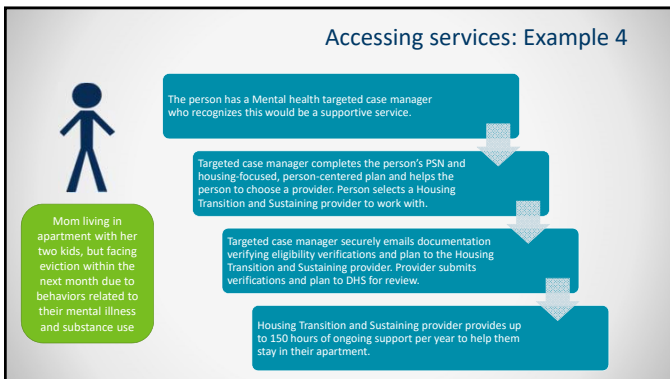 Accessing services: Example 4
The person has a Mental health targeted case manager
who recognizes this would be a supportive service.
Targeted case manager completes the person's PSN and
housing-focused, person-centered plan and helps the
person to choose a provider. Person selects a Housing
Transition and Sustaining provider to work with.
Mom living in
apartment with her
two kids, but facing
eviction within the
next month due to
behaviors related to
their mental illness
and substance use
Targeted case manager securely emails documentation
verifying eligibility verifications and plan to the Housing
Transition and Sustaining provider. Provider submits
verifications and plan to DHS for review.
Housing Transition and Sustaining provider provides up
to 150 hours of ongoing support per year to help them
stay in their apartment.